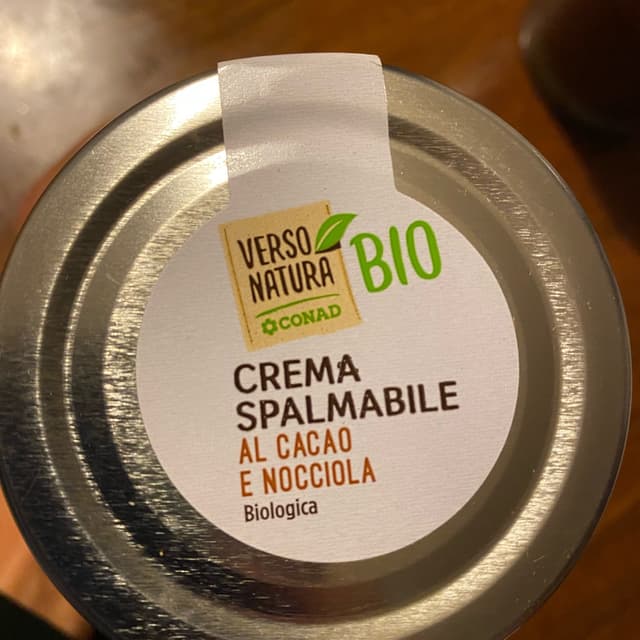 VERSO
NATURA
CONAD
BIO
CREMA
SPALMABILE
AL CACAO
E NOCCIOLA
Biologica